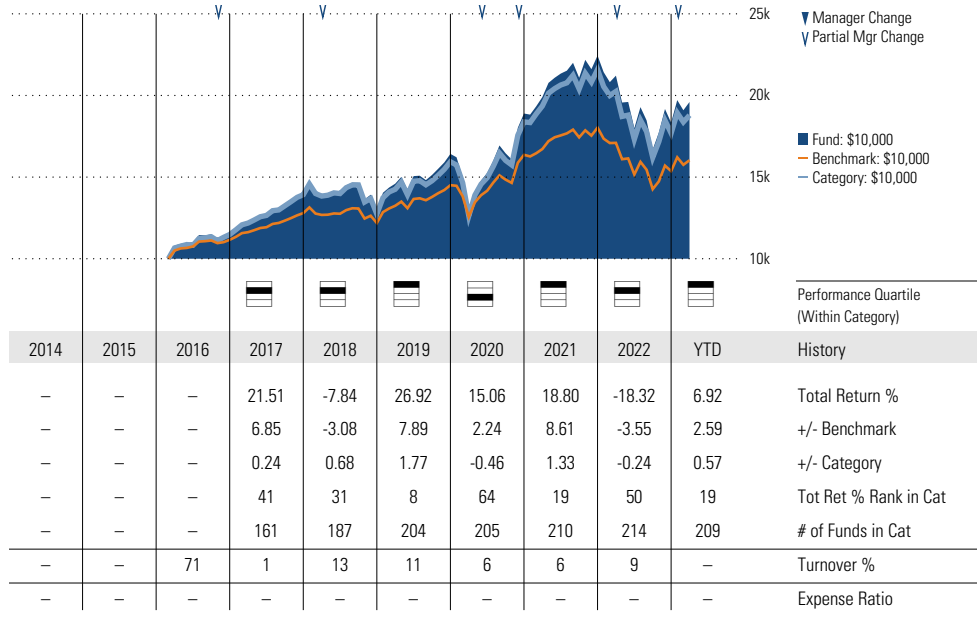 25k
▼ Manager Change
Partial Mgr Change
20k
Fund: $10,000
Benchmark: $10,000
Category: $10,000
15k
10k
Performance Quartile
(Within Category)
2014 2015 2016 2017 2018 2019 2020 2021 2022 YTD History
– – – 21.51 -7.84 26.92 15.06 18.80 -18.32 6.92 Total Return %
– – – 6.85 -3.08 7.89 2.24 8.61 -3.55 2.59 +/- Benchmark
– – – 0.24 0.68 1.77 -0.46 1.33 -0.24 0.57 +/- Category
– – – 41 31 8 64 19 50 19 Tot Ret % Rank in Cat
– – – 161 187 204 205 210 214 209 # of Funds in Cat
– – 71 1 13 11 6 6 9 – Turnover %
– – – – – – – – – – Expense Ratio